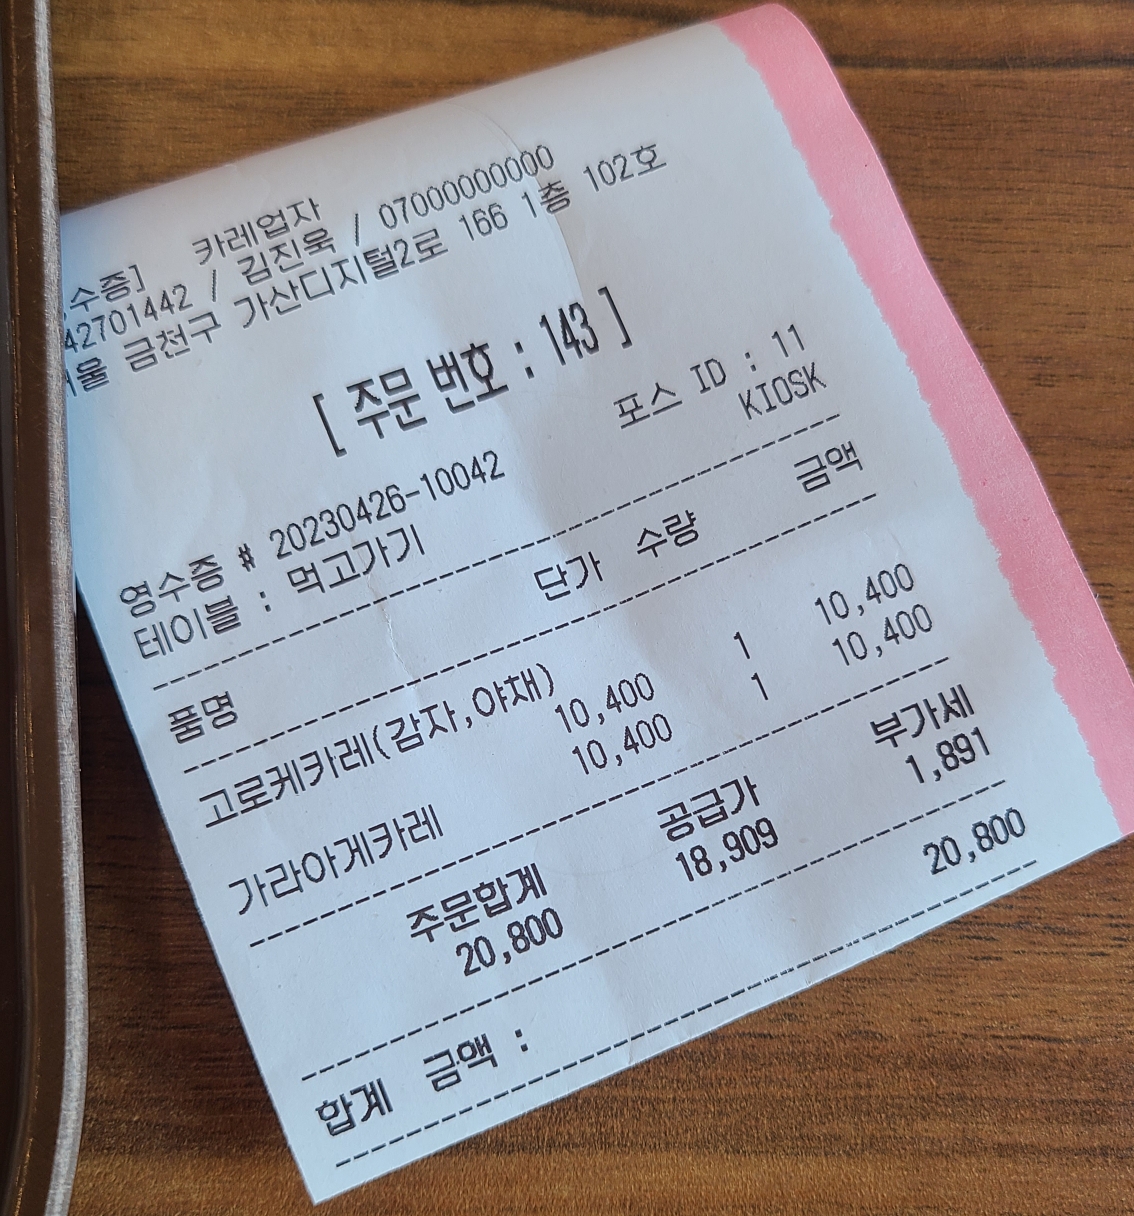 수증] 카레업자
42701442 / 김진욱 / 07000000000
울 금천구 가산디지털2로 166 1층 102호
[ 주문 번호 : 143 ]
포스 ID : 11
영수증 # 20230426-10042 KIOSK
테이블 : 먹고가기
품명 단가 수량 금액
고로케카레(감자,야채)
10,400 1 10,400
가라아게카레 10,400 1 10,400
주문합계 공급가 부가세
20,800 18,909 1,891
합계 금액 : 20,800